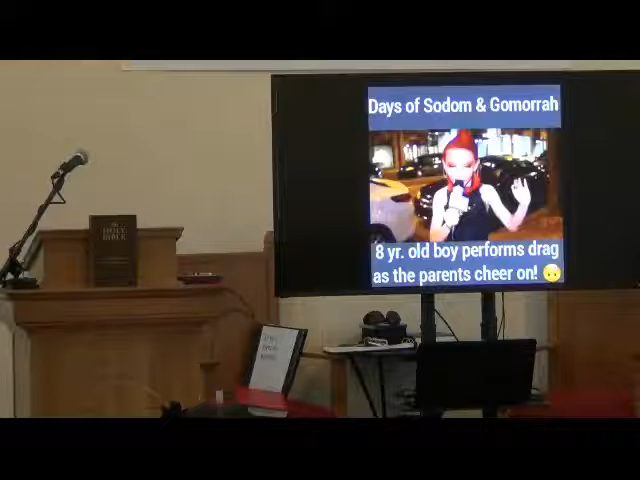 Days of Sodom & Gomorrah
8 yr. old boy performs drag
as the parents cheer on! 🫠
HOLY
BIBLE